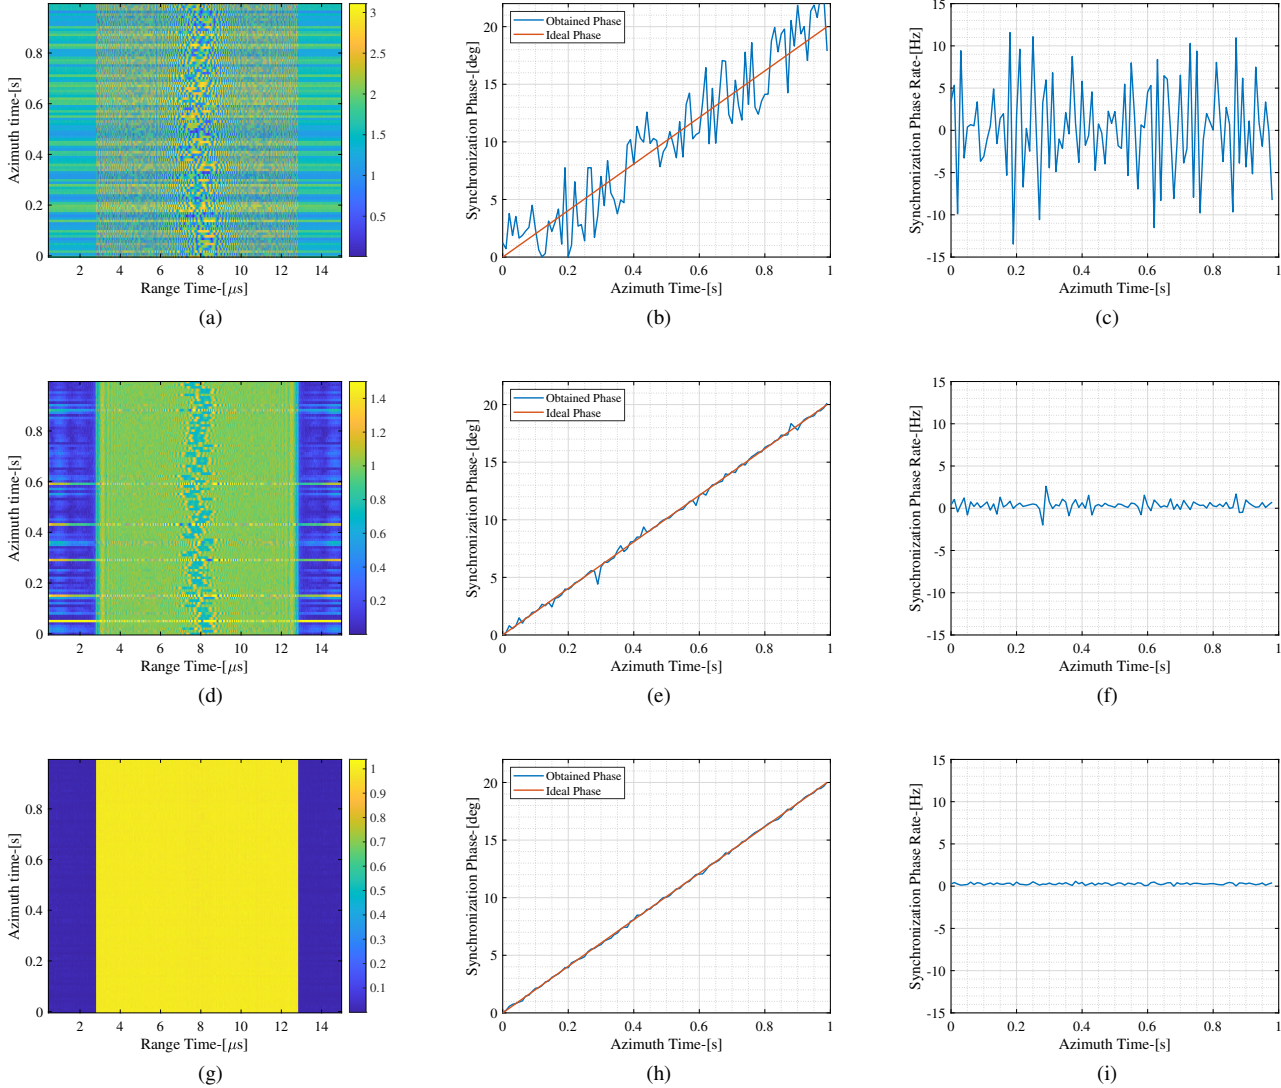 Azimuth time-[s]
0.8
0.6
0.4
0.2
0
2 4 6 8 10 12 14
Range Time-[μs]
3
2.5
2
1.5
1
0.5
(a)
Synchronization Phase-[deg]
20
15
10
5
0
Obtained Phase
Ideal Phase
0 0.2 0.4 0.6 0.8 1
Azimuth Time-[s]
(b)
Synchronization Phase Rate-[Hz]
15
10
5
0
-5
-10
-15
0 0.2 0.4 0.6 0.8 1
Azimuth Time-[s]
(c)
Azimuth time-[s]
0.8
0.6
0.4
0.2
0
2 4 6 8 10 12 14
Range Time-[μs]
1.4
1.2
1
0.8
0.6
0.4
0.2
(d)
Synchronization Phase-[deg]
20
15
10
5
0
Obtained Phase
Ideal Phase
0 0.2 0.4 0.6 0.8 1
Azimuth Time-[s]
(e)
Synchronization Phase Rate-[Hz]
15
10
5
0
-5
-10
-15
0 0.2 0.4 0.6 0.8 1
Azimuth Time-[s]
(f)
Azimuth time-[s]
0.8
0.6
0.4
0.2
0
2 4 6 8 10 12 14
Range Time-[μs]
1
0.9
0.8
0.7
0.6
0.5
0.4
0.3
0.2
0.1
(g)
Synchronization Phase-[deg]
20
15
10
5
0
Obtained Phase
Ideal Phase
0 0.2 0.4 0.6 0.8 1
Azimuth Time-[s]
(h)
Synchronization Phase Rate-[Hz]
15
10
5
0
-5
-10
-15
0 0.2 0.4 0.6 0.8 1
Azimuth Time-[s]
(i)